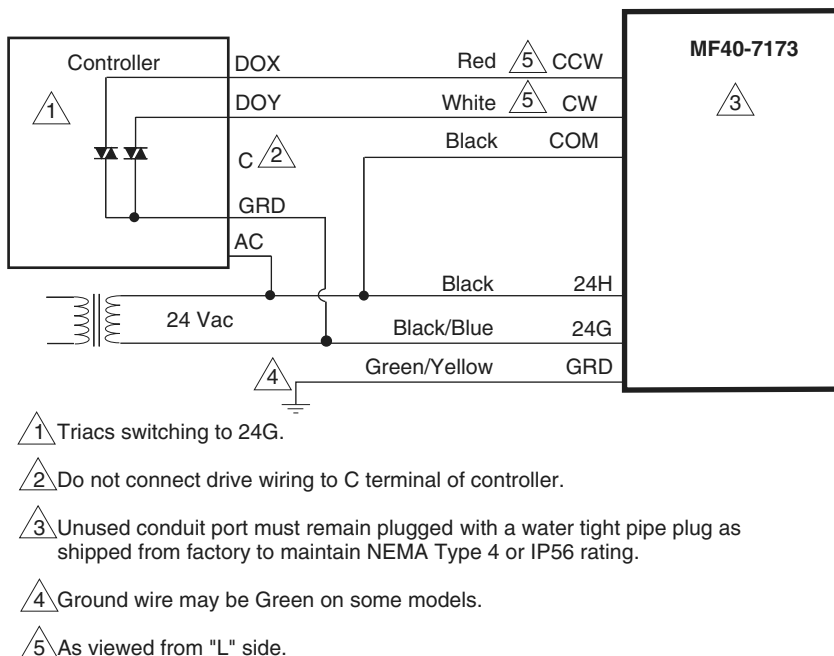 Controller
1
DOX
DOY
C 2
GRD
AC
24 Vac
Red 5 CCW
White 5 CW
Black COM
Black 24H
Black/Blue 24G
4 Green/Yellow GRD
MF40-7173
3
1 Triacs switching to 24G.
2 Do not connect drive wiring to C terminal of controller.
3 Unused conduit port must remain plugged with a water tight pipe plug as
shipped from factory to maintain NEMA Type 4 or IP56 rating.
4 Ground wire may be Green on some models.
5 As viewed from "L" side.